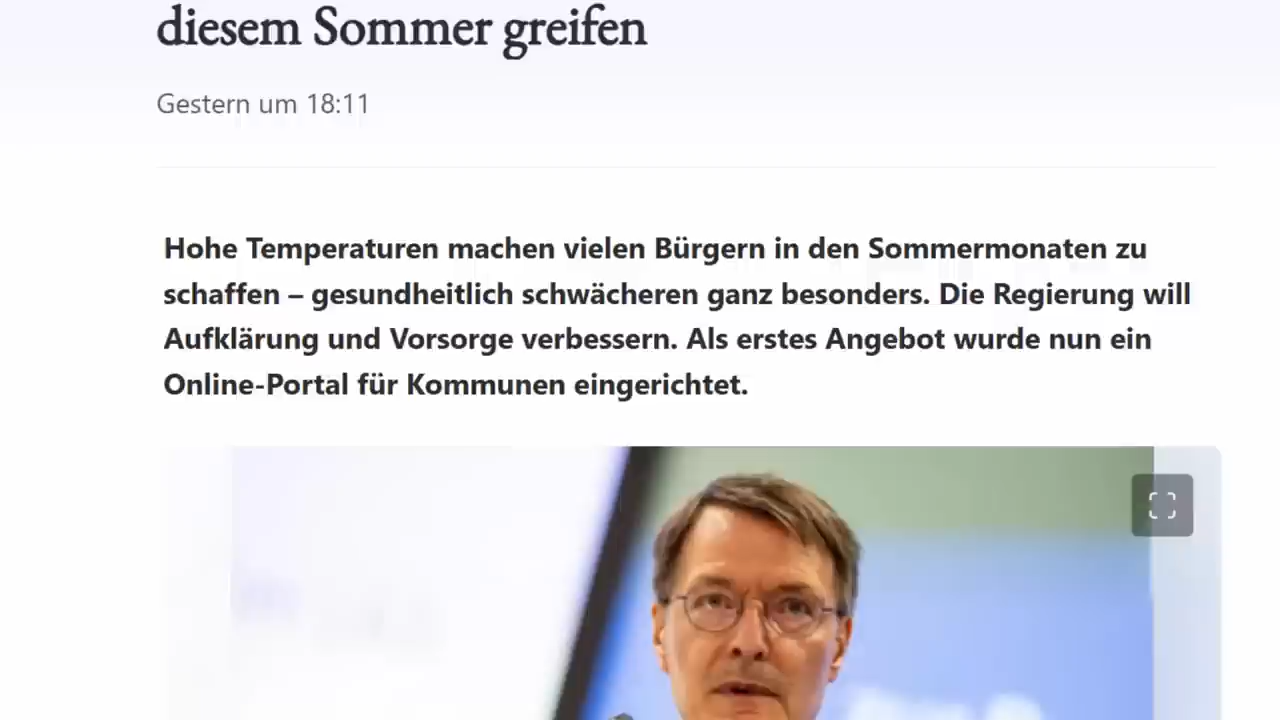 diesem Sommer greifen
Gestern um 18:11
Hohe Temperaturen machen vielen Bürgern in den Sommermonaten zu
schaffen – gesundheitlich schwächeren ganz besonders. Die Regierung will
Aufklärung und Vorsorge verbessern. Als erstes Angebot wurde nun ein
Online-Portal für Kommunen eingerichtet.